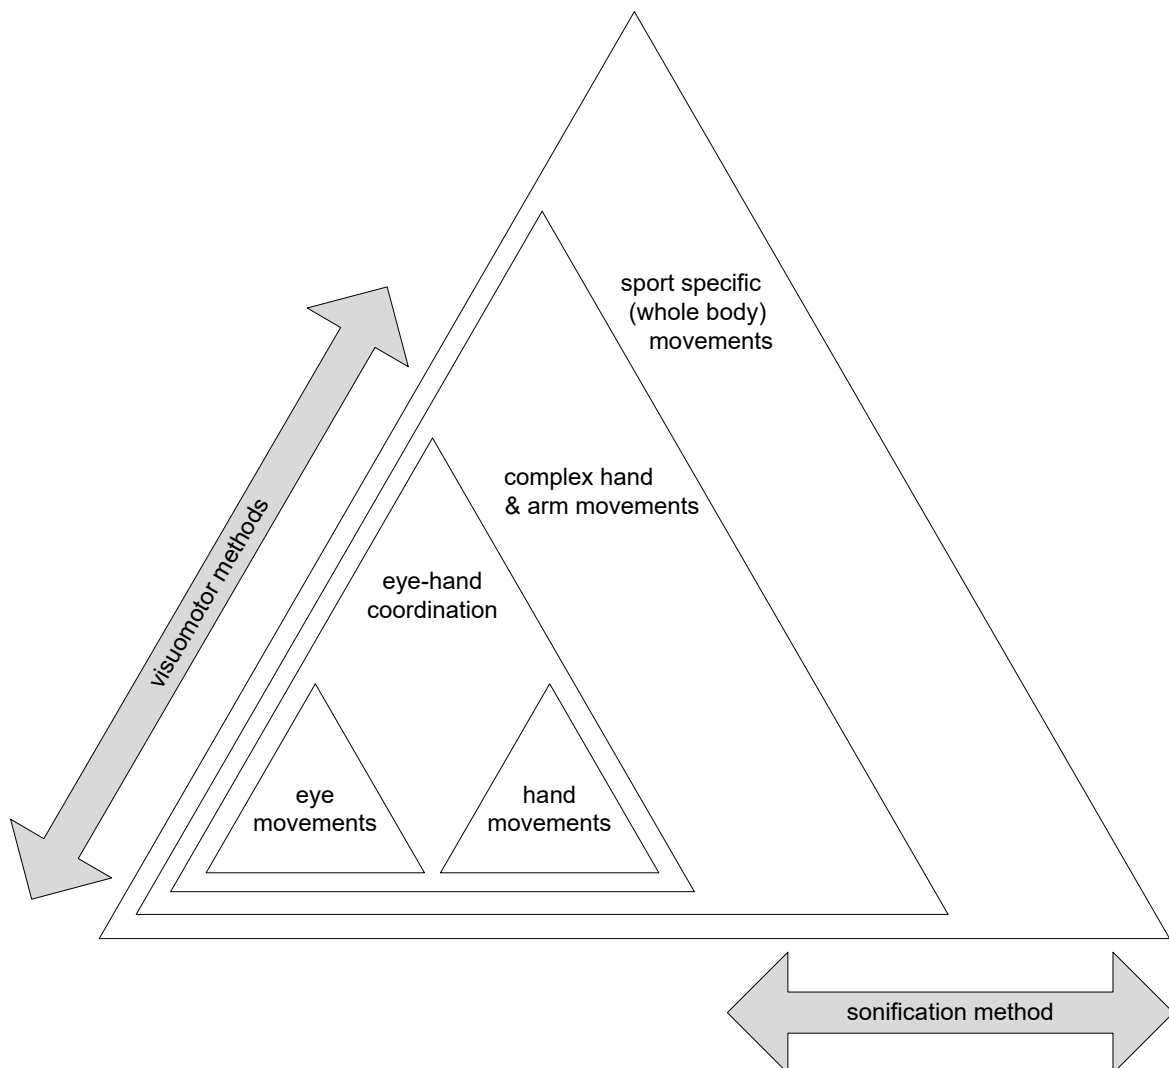 sport specific
(whole body)
movements
complex hand
& arm movements
visuomotor methods
eye-hand
coordination
eye
movements
hand
movements
sonification method